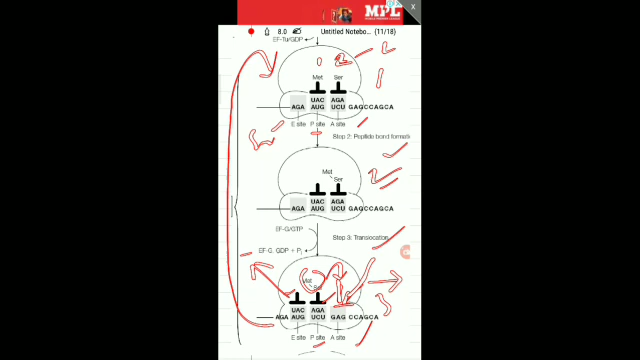 MPL
8.0 Untitled Notebo... (11/18)
EF-Tu/GDP
Met Ser
UAC AGA
AGA AUG UCU GAGCCAGCA
E site P site A site
Step 2: Peptide bond formati
Met
Ser
AGA
AGA AUG UCU GAGCCAGCA
EF-G/GTP
Step 3: Translocation
EF-G. GDP + Pi
Met
UAC AGA
AGA AUG UCU GAG CCAGCA
E site P site A site